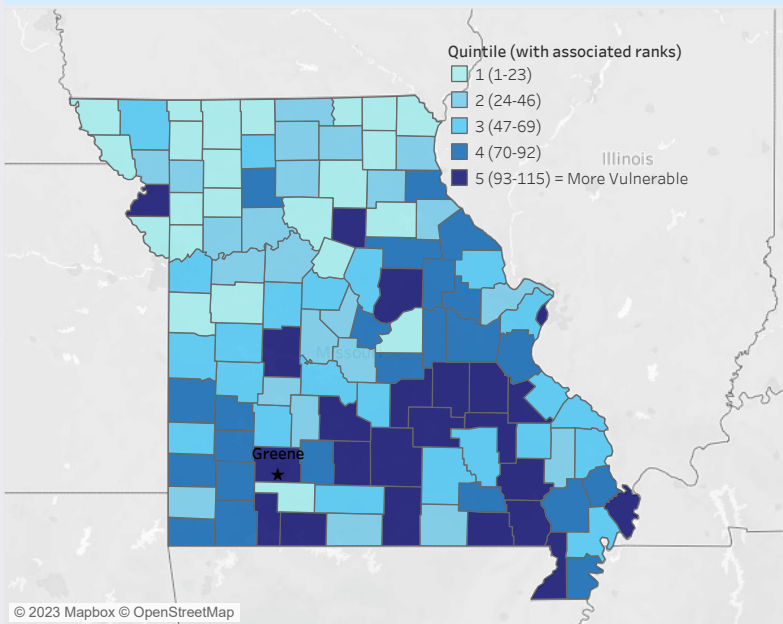 Quintile (with associated ranks)
1 (1-23)
2 (24-46)
3 (47-69)
4 (70-92)
5 (93-115) = More Vulnerable
Illinois
Missouri
Greene
© 2023 Mapbox © OpenStreetMap